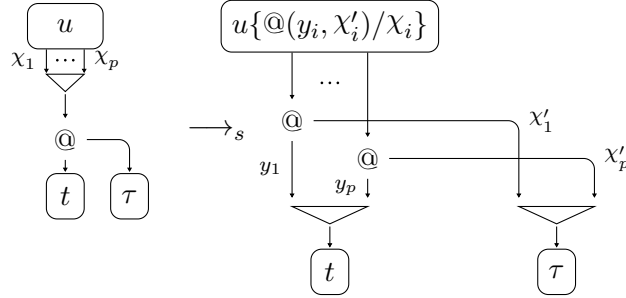 u
χ₁ ... χₚ
@
t τ
⟶ₛ
u{@(yᵢ, χ′ᵢ)/χᵢ}
...
@ χ′₁
@ χ′ₚ
y₁ yₚ
t τ